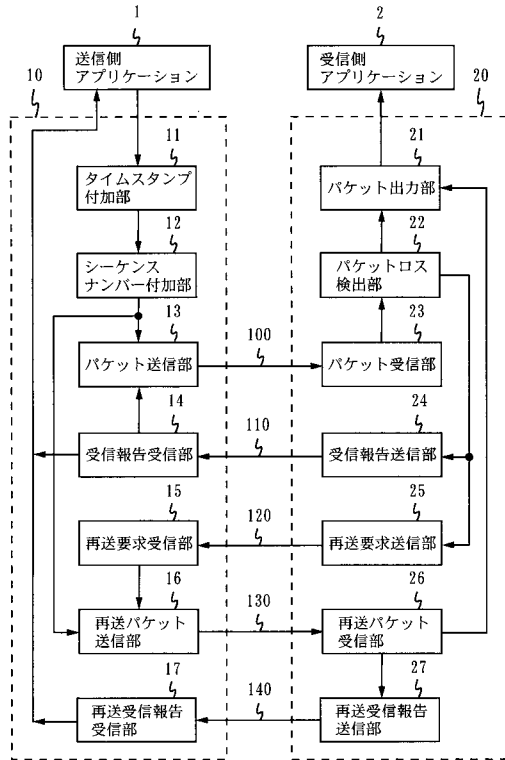 1
送信側
アプリケーション
2
受信側
アプリケーション
10
20
11
タイムスタンプ
付加部
21
パケット出力部
12
シーケンス
ナンバー付加部
22
パケットロス
検出部
13
パケット送信部
100
23
パケット受信部
14
受信報告受信部
110
24
受信報告送信部
15
再送要求受信部
120
25
再送要求送信部
16
再送パケット
送信部
130
26
再送パケット
受信部
17
再送受信報告
受信部
140
27
再送受信報告
送信部